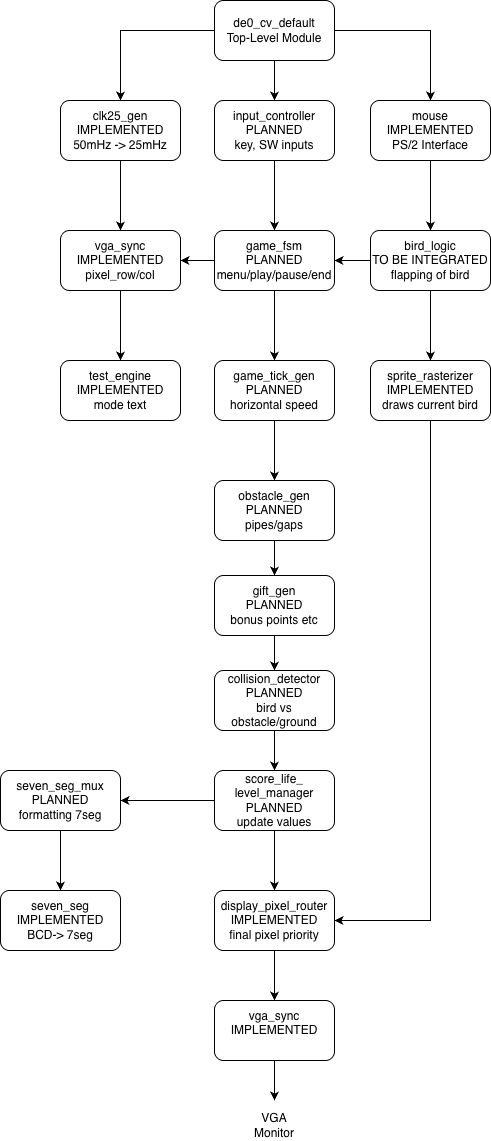 de0_cv_default
Top-Level Module
clk25_gen
IMPLEMENTED
50mHz -> 25mHz
input_controller
PLANNED
key, SW inputs
mouse
IMPLEMENTED
PS/2 Interface
vga_sync
IMPLEMENTED
pixel_row/col
game_fsm
PLANNED
menu/play/pause/end
bird_logic
TO BE INTEGRATED
flapping of bird
test_engine
IMPLEMENTED
mode text
game_tick_gen
PLANNED
horizontal speed
sprite_rasterizer
IMPLEMENTED
draws current bird
obstacle_gen
PLANNED
pipes/gaps
gift_gen
PLANNED
bonus points etc
collision_detector
PLANNED
bird vs
obstacle/ground
seven_seg_mux
PLANNED
formatting 7seg
score_life_
level_manager
PLANNED
update values
seven_seg
IMPLEMENTED
BCD-> 7seg
display_pixel_router
IMPLEMENTED
final pixel priority
vga_sync
IMPLEMENTED
VGA
Monitor